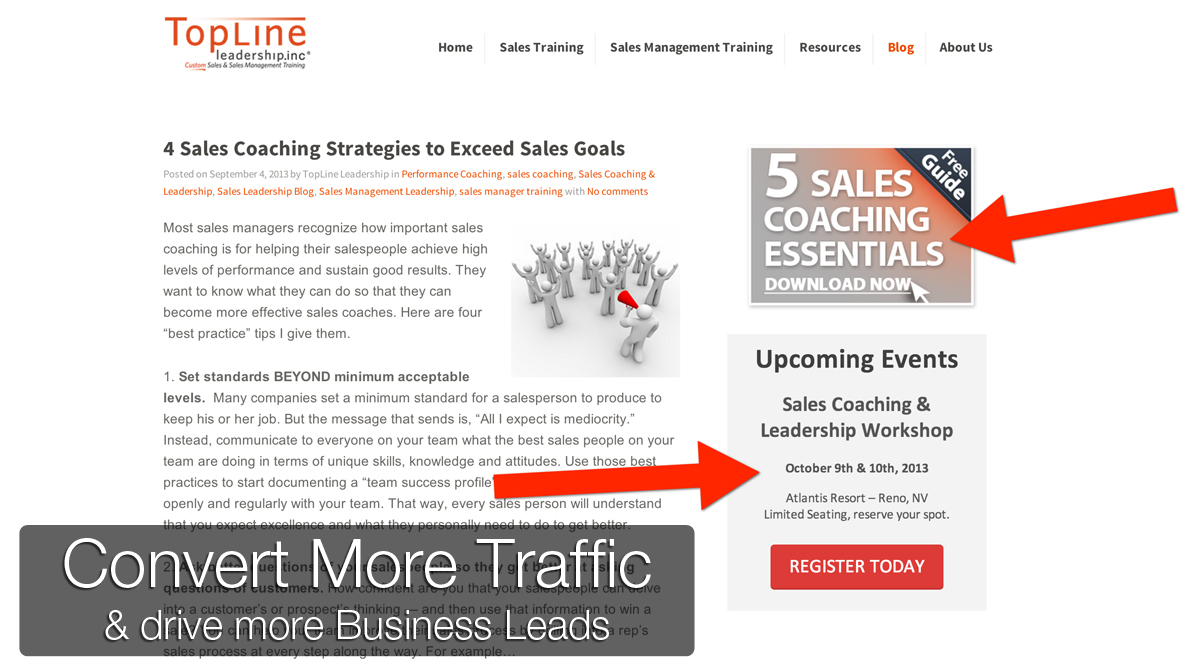 TopLine
leadership.inc®
Custom Sales & Sales Management Training
Home
Sales Training
Sales Management Training
Resources
Blog
About Us
4 Sales Coaching Strategies to Exceed Sales Goals
Posted on September 4, 2013 by TopLine Leadership in Performance Coaching, sales coaching, Sales Coaching &
Leadership, Sales Leadership Blog, Sales Management Leadership, sales manager training with No comments
Most sales managers recognize how important sales
coaching is for helping their salespeople achieve high
levels of performance and sustain good results. They
want to know what they can do so that they can
become more effective sales coaches. Here are four
“best practice” tips I give them.
1. Set standards BEYOND minimum acceptable
levels. Many companies set a minimum standard for a salesperson to produce to
keep his or her job. But the message that sends is, “All I expect is mediocrity.”
Instead, communicate to everyone on your team what the best sales people on your
team are doing in terms of unique skills, knowledge and attitudes. Use those best
practices to start documenting a “team success profile”
openly and regularly with your team. That way, every sales person will understand
that you expect excellence and what they personally need to do to get better.
2. Ask better questions of your salespeople so they get better at asking
questions of customers. How confident are you that your salespeople can delve
into a customer’s or prospect’s thinking — and then use that information to win a
sales process at every step along the way. For example…
Convert More Traffic
& drive more Business Leads
Free
Guide
5 SALES
COACHING
ESSENTIALS
DOWNLOAD NOW
Upcoming Events
Sales Coaching &
Leadership Workshop
October 9th & 10th, 2013
Atlantis Resort – Reno, NV
Limited Seating, reserve your spot.
REGISTER TODAY